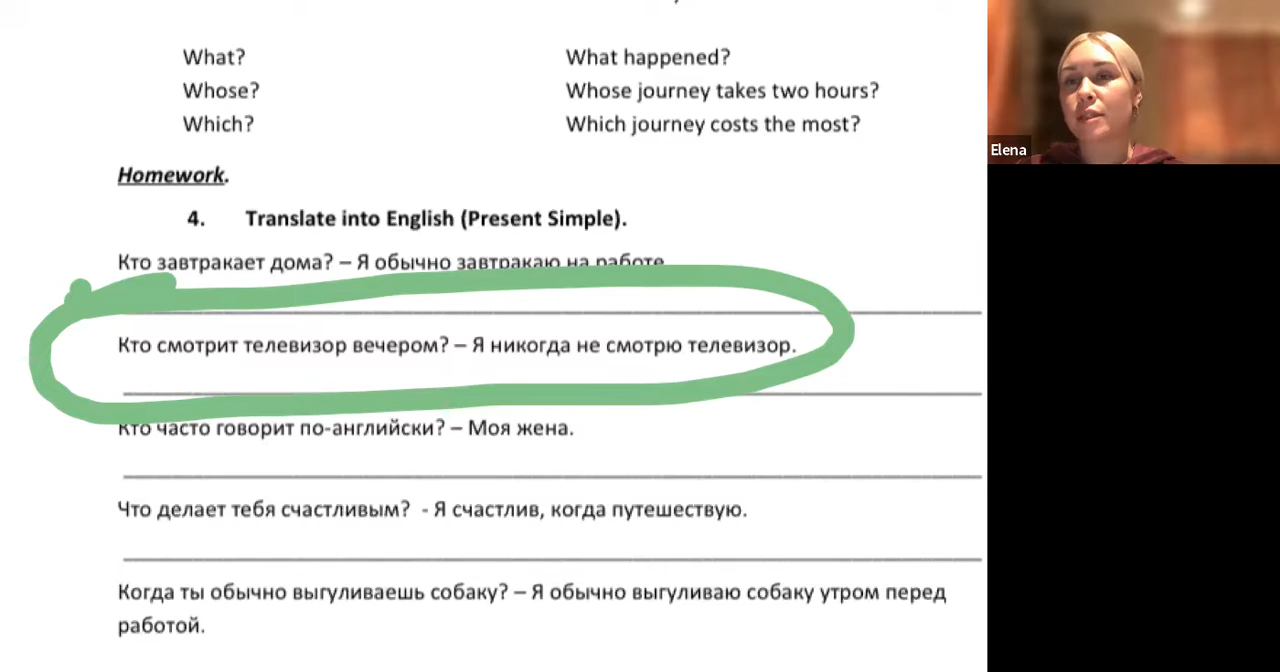 What? What happened?
Whose? Whose journey takes two hours?
Which? Which journey costs the most?
Elena
Homework.
4. Translate into English (Present Simple).
Кто завтракает дома? – Я обычно завтракаю на работе
Кто смотрит телевизор вечером? – Я никогда не смотрю телевизор.
Кто часто говорит по-английски? – Моя жена.
Что делает тебя счастливым? - Я счастлив, когда путешествую.
Когда ты обычно выгуливаешь собаку? – Я обычно выгуливаю собаку утром перед
работой.